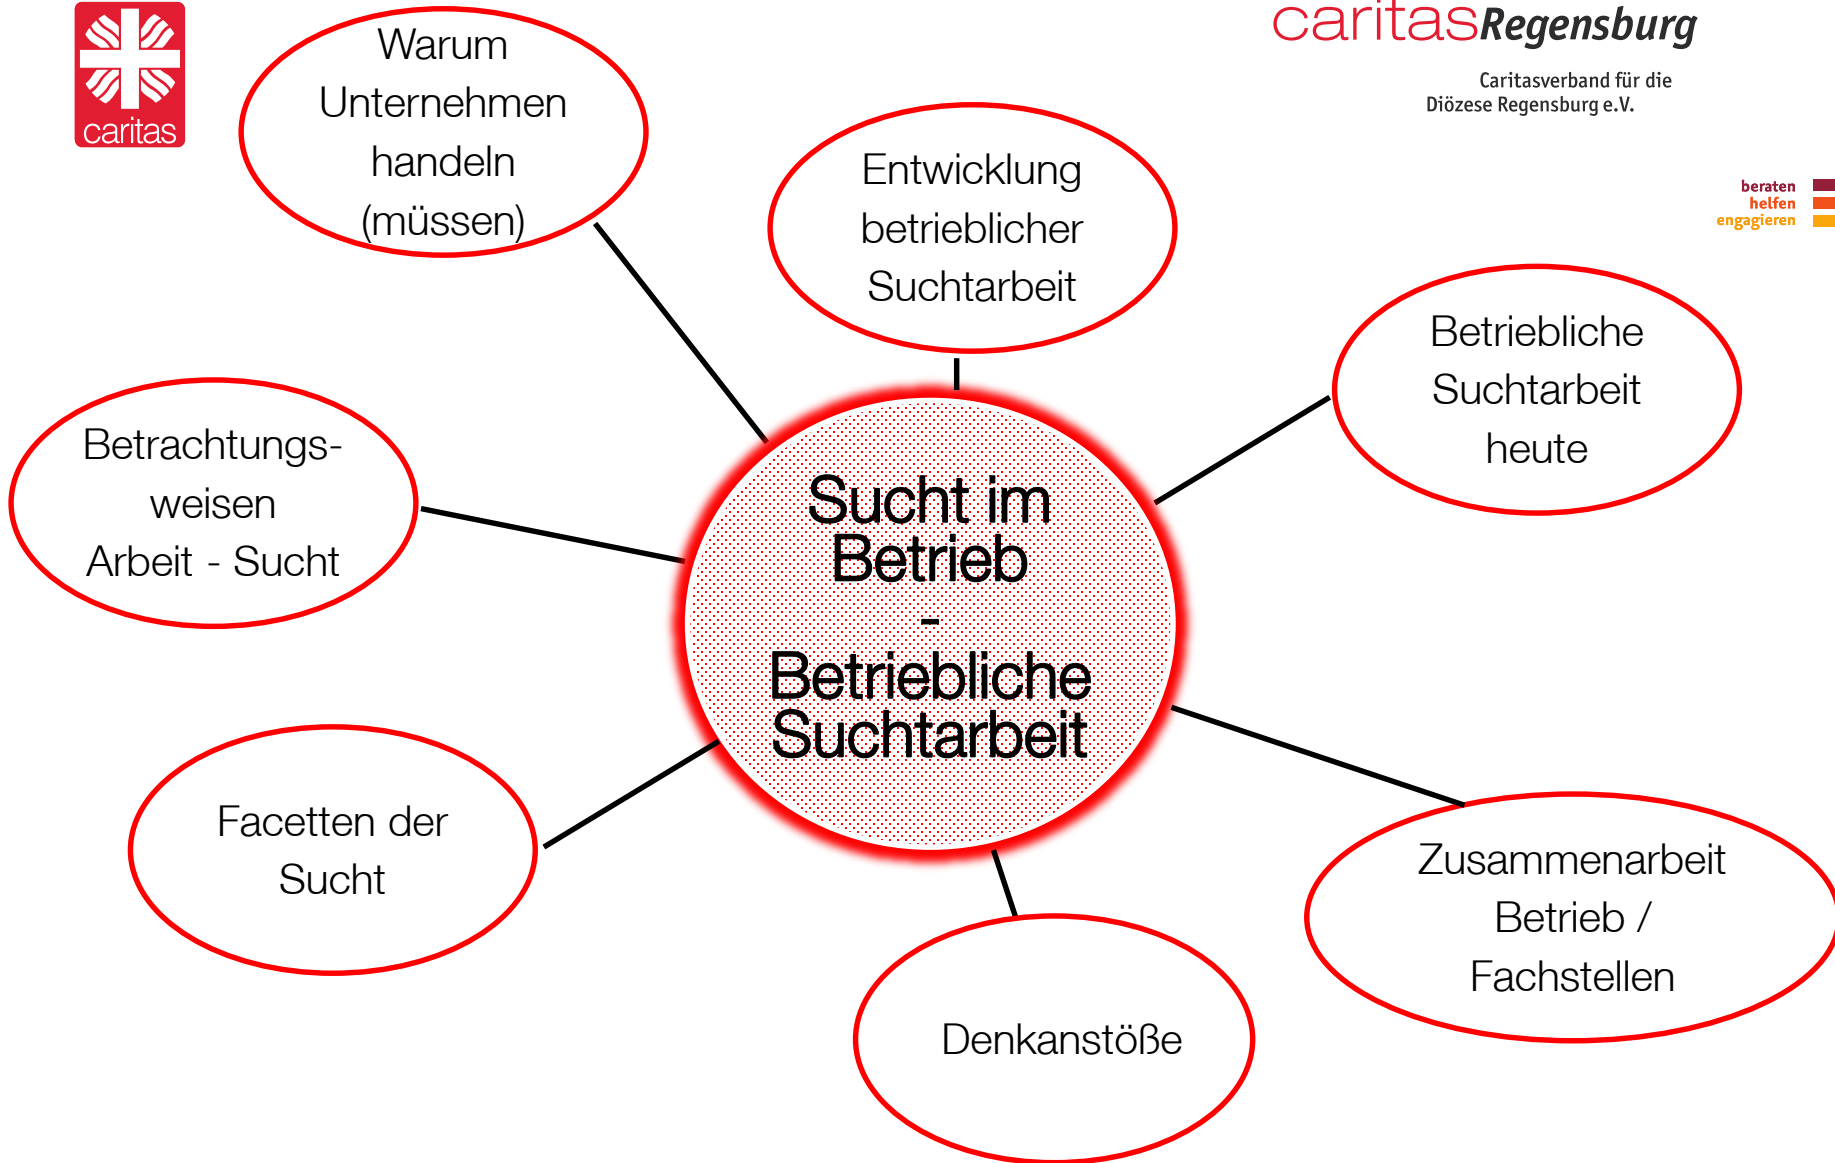 caritas
caritasRegensburg
Caritasverband für die
Diözese Regensburg e.V.
beraten
helfen
engagieren
Warum
Unternehmen
handeln
(müssen)
Entwicklung
betrieblicher
Suchtarbeit
Betriebliche
Suchtarbeit
heute
Betrachtungs-
weisen
Arbeit - Sucht
Sucht im
Betrieb
-
Betriebliche
Suchtarbeit
Facetten der
Sucht
Zusammenarbeit
Betrieb /
Fachstellen
Denkanstöße